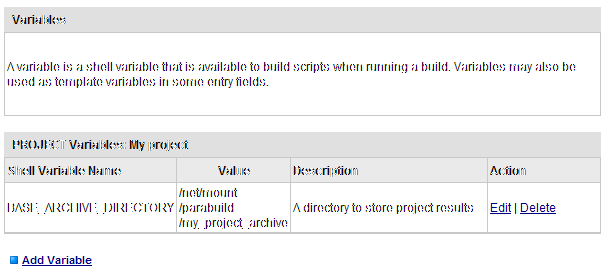 Variables
A variable is a shell variable that is available to build scripts when running a build. Variables may also be
used as template variables in some entry fields.
PROJECT Variables: My project
Shell Variable Name Value Description Action
BASE_ARCHIVE_DIRECTORY /net/mount A directory to store project results Edit | Delete
/parabuild
/my_project_archive
Add Variable